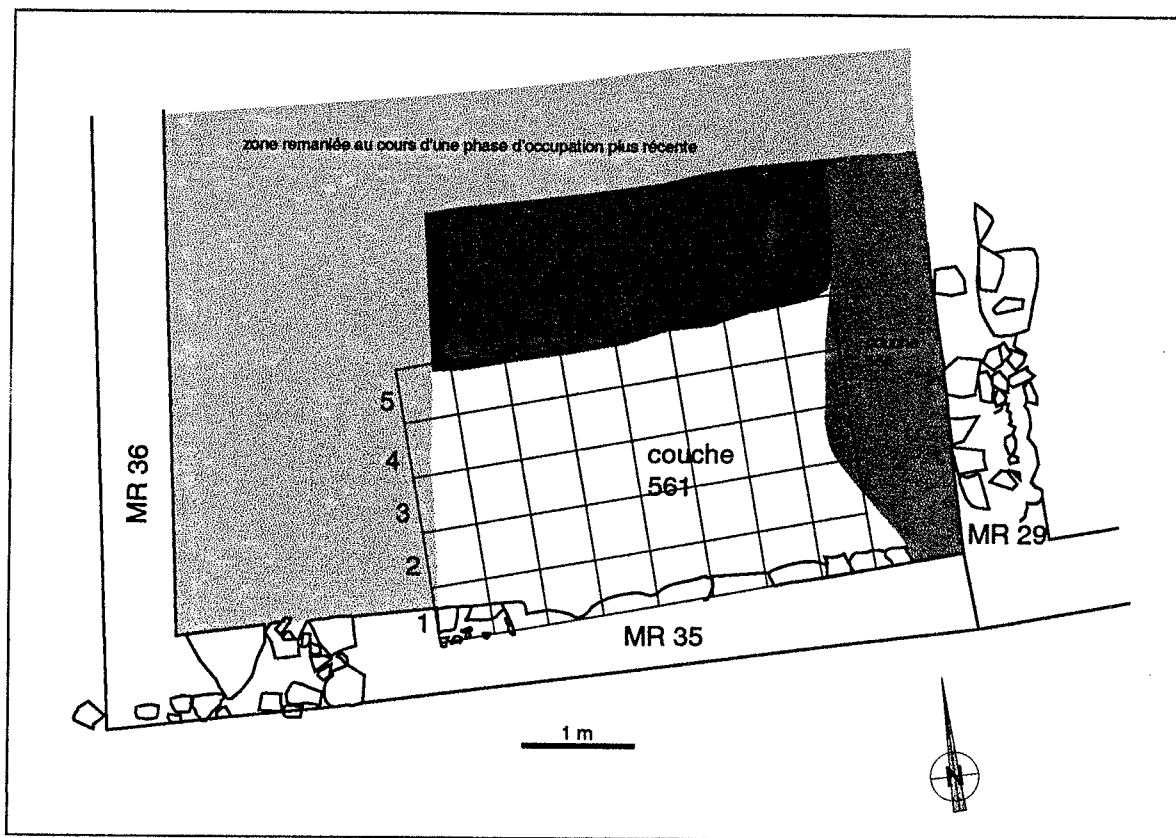 zone remaniée au cours d'une phase d'occupation plus récente
5
4
3
2
1
couche
561
MR 36
MR 35
MR 29
1 m
N